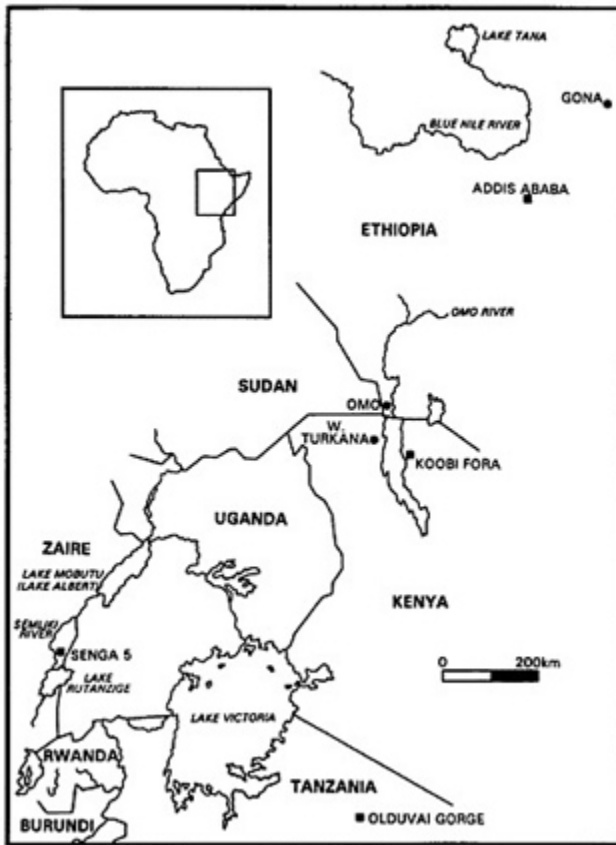 LAKE TANA
GONA
BLUE NILE RIVER
ADDIS ABABA
ETHIOPIA
OMO RIVER
SUDAN
OMO
W.
TURKANA
KOOBI FORA
UGANDA
ZAIRE
LAKE MOBUTU
(LAKE ALBERT)
KENYA
SEMLIKI
RIVER
SENGA 5
0 200km
LAKE
RUTANZIGE
LAKE VICTORIA
RWANDA
TANZANIA
BURUNDI
OLDUVAI GORGE